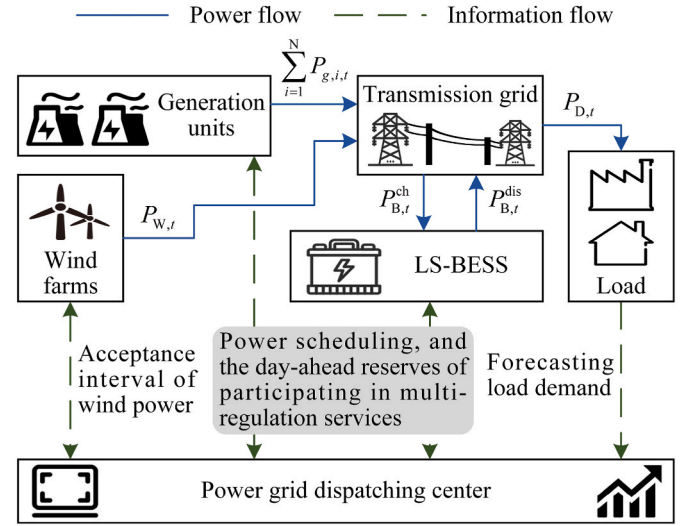 Power flow
Information flow
Generation
units
\sum_{i=1}^{N} P_{g,i,t}
Transmission grid
P_{D,t}
Wind
farms
P_{W,t}
P_{B,t}^{ch}
P_{B,t}^{dis}
LS-BESS
Load
Acceptance
interval of
wind power
Power scheduling, and
the day-ahead reserves of
participating in multi-
regulation services
Forecasting
load demand
Power grid dispatching center